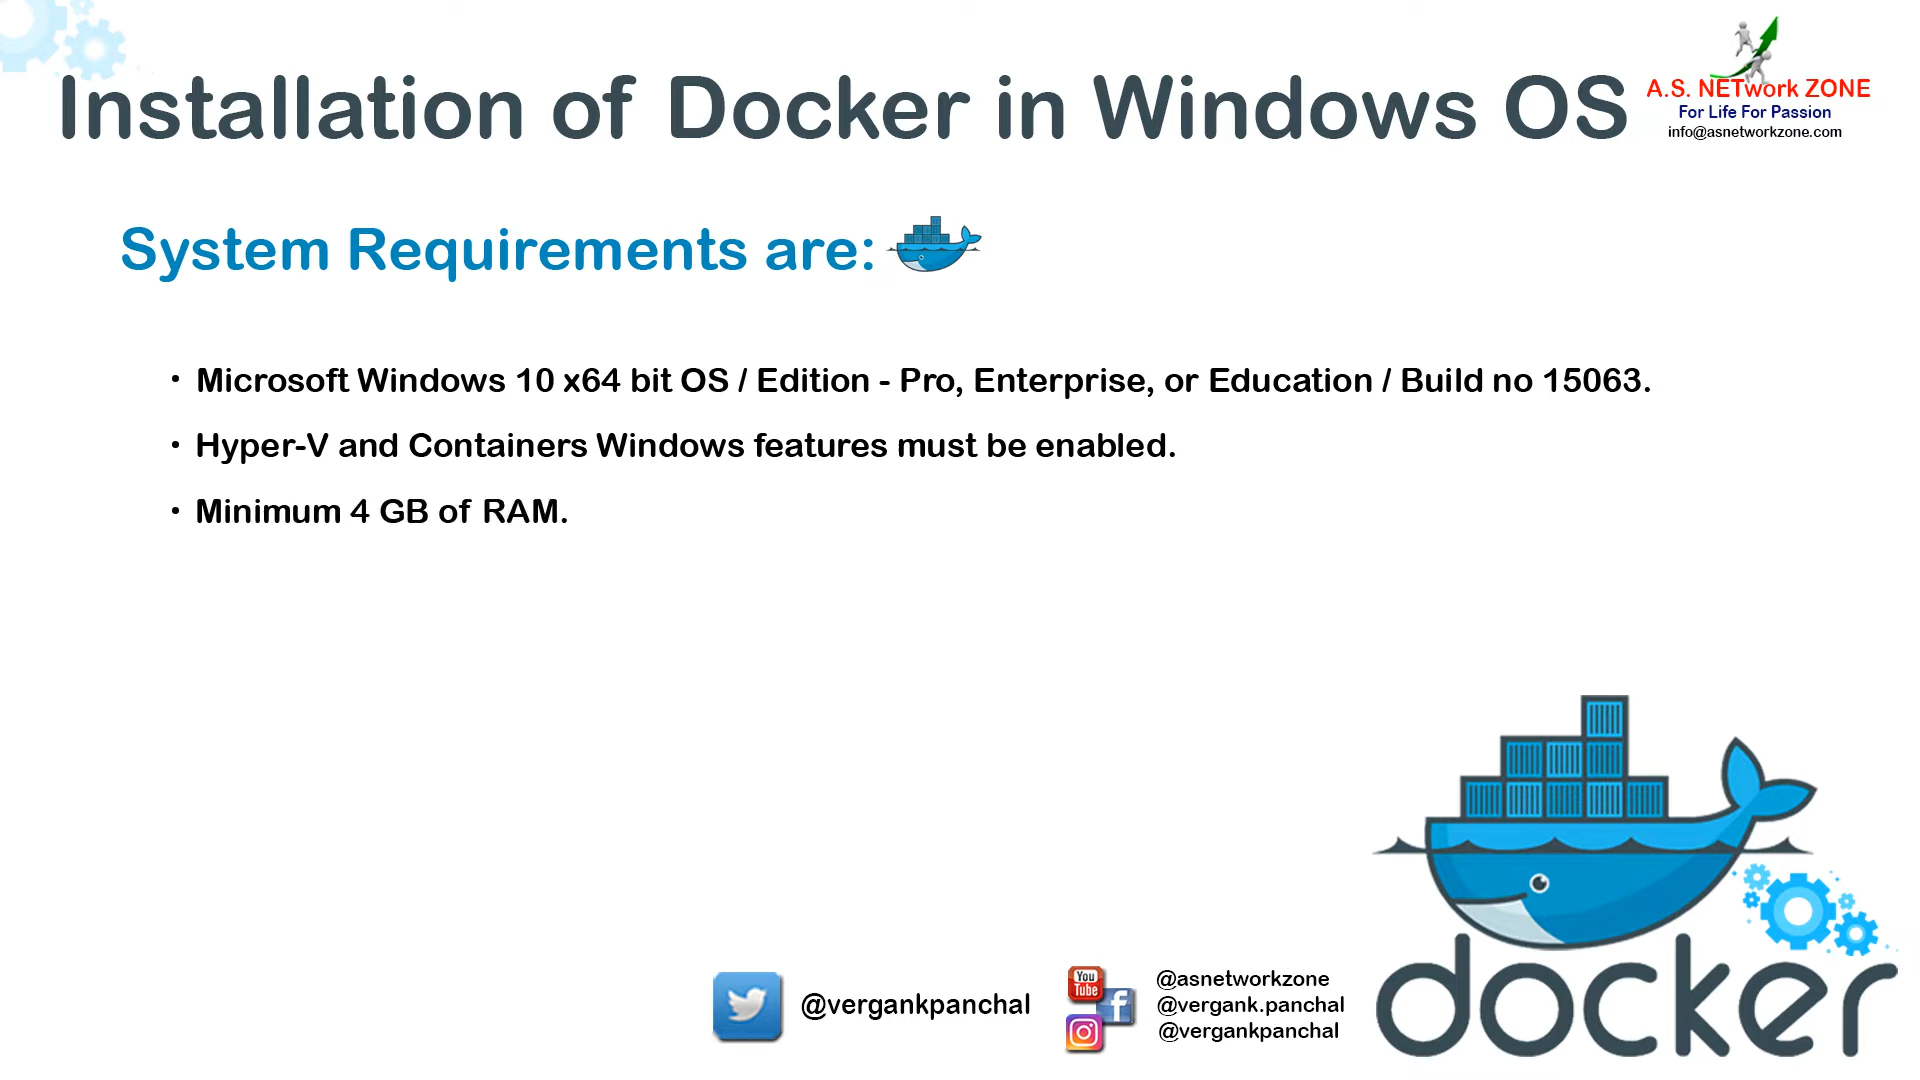 Installation of Docker in Windows OS
A.S. NETwork ZONE
For Life For Passion
info@asnetworkzone.com
System Requirements are:
• Microsoft Windows 10 x64 bit OS / Edition - Pro, Enterprise, or Education / Build no 15063.
• Hyper-V and Containers Windows features must be enabled.
• Minimum 4 GB of RAM.
@vergankpanchal
You
Tube
f
@asnetworkzone
@vergank.panchal
@vergankpanchal
docker